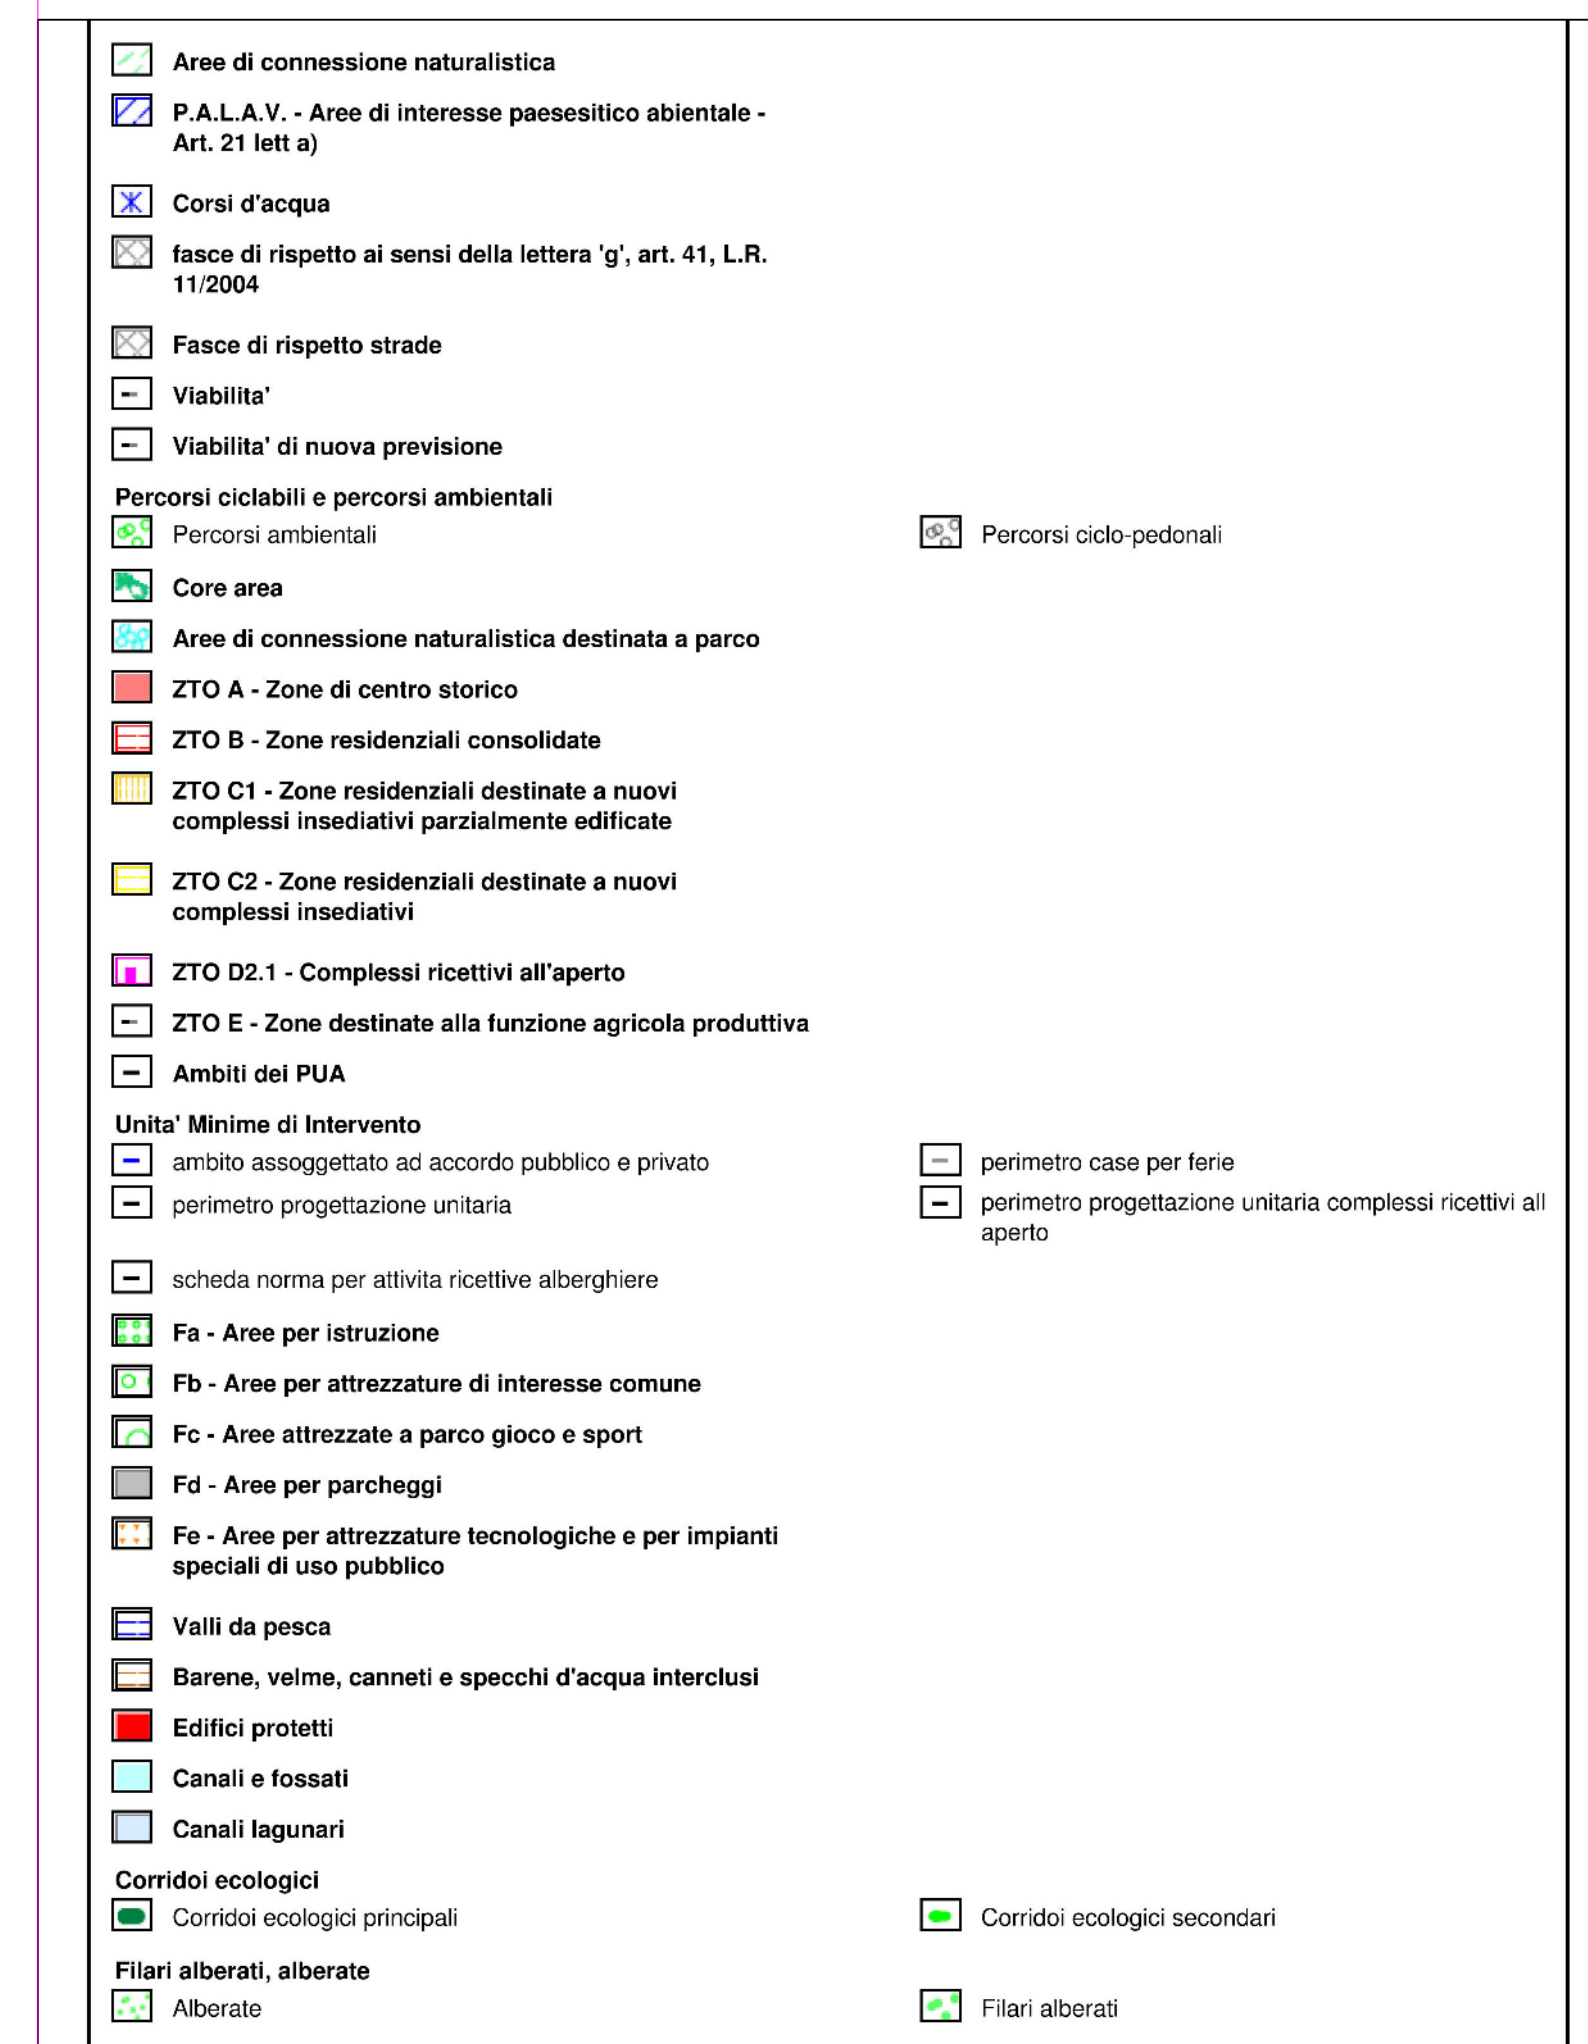 Aree di connessione naturalistica
P.A.L.A.V. - Aree di interesse paesesitico abientale -
Art. 21 lett a)
Corsi d'acqua
fasce di rispetto ai sensi della lettera 'g', art. 41, L.R.
11/2004
Fasce di rispetto strade
Viabilita'
Viabilita' di nuova previsione
Percorsi ciclabili e percorsi ambientali
Percorsi ambientali
Percorsi ciclo-pedonali
Core area
Aree di connessione naturalistica destinata a parco
ZTO A - Zone di centro storico
ZTO B - Zone residenziali consolidate
ZTO C1 - Zone residenziali destinate a nuovi
complessi insediativi parzialmente edificate
ZTO C2 - Zone residenziali destinate a nuovi
complessi insediativi
ZTO D2.1 - Complessi ricettivi all'aperto
ZTO E - Zone destinate alla funzione agricola produttiva
Ambiti dei PUA
Unita' Minime di Intervento
ambito assoggettato ad accordo pubblico e privato
perimetro case per ferie
perimetro progettazione unitaria
perimetro progettazione unitaria complessi ricettivi all
aperto
scheda norma per attivita ricettive alberghiere
Fa - Aree per istruzione
Fb - Aree per attrezzature di interesse comune
Fc - Aree attrezzate a parco gioco e sport
Fd - Aree per parcheggi
Fe - Aree per attrezzature tecnologiche e per impianti
speciali di uso pubblico
Valli da pesca
Barene, velme, canneti e specchi d'acqua interclusi
Edifici protetti
Canali e fossati
Canali lagunari
Corridoi ecologici
Corridoi ecologici principali
Corridoi ecologici secondari
Filari alberati, alberate
Alberate
Filari alberati